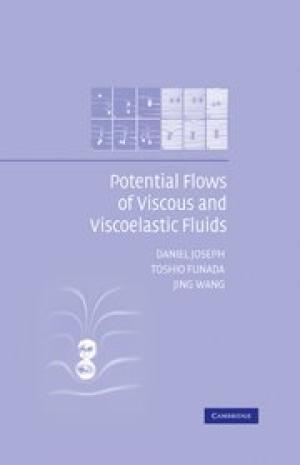 Potential Flows
of Viscous and
Viscoelastic Fluids
DANIEL JOSEPH
TOSHIO FUNADA
JING WANG
CAMBRIDGE